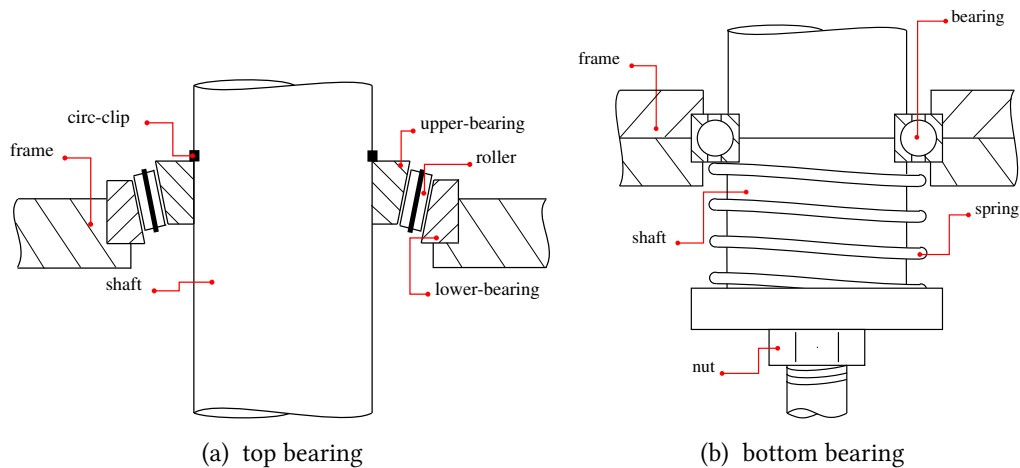 circ-clip
frame
upper-bearing
roller
shaft
lower-bearing
(a) top bearing
bearing
frame
shaft
spring
nut
(b) bottom bearing